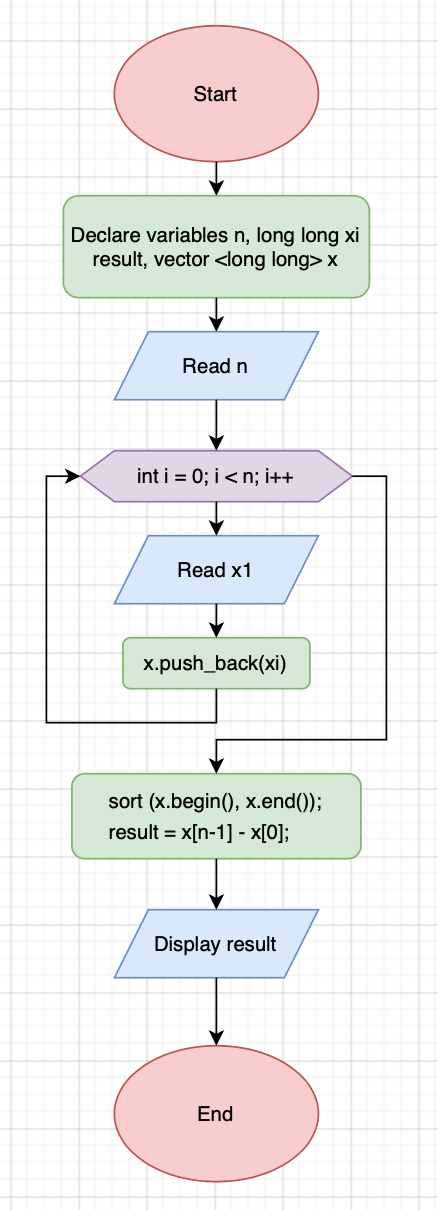 Start
Declare variables n, long long xi
result, vector <long long> x
Read n
int i = 0; i < n; i++
Read x1
x.push_back(xi)
sort (x.begin(), x.end());
result = x[n-1] - x[0];
Display result
End